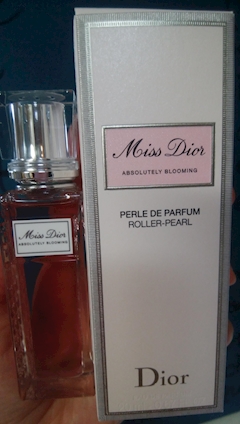 Miss Dior
ABSOLUTELY BLOOMING
PERLE DE PARFUM
ROLLER-PEARL
Dior
Miss Dior
ABSOLUTELY BLOOMING